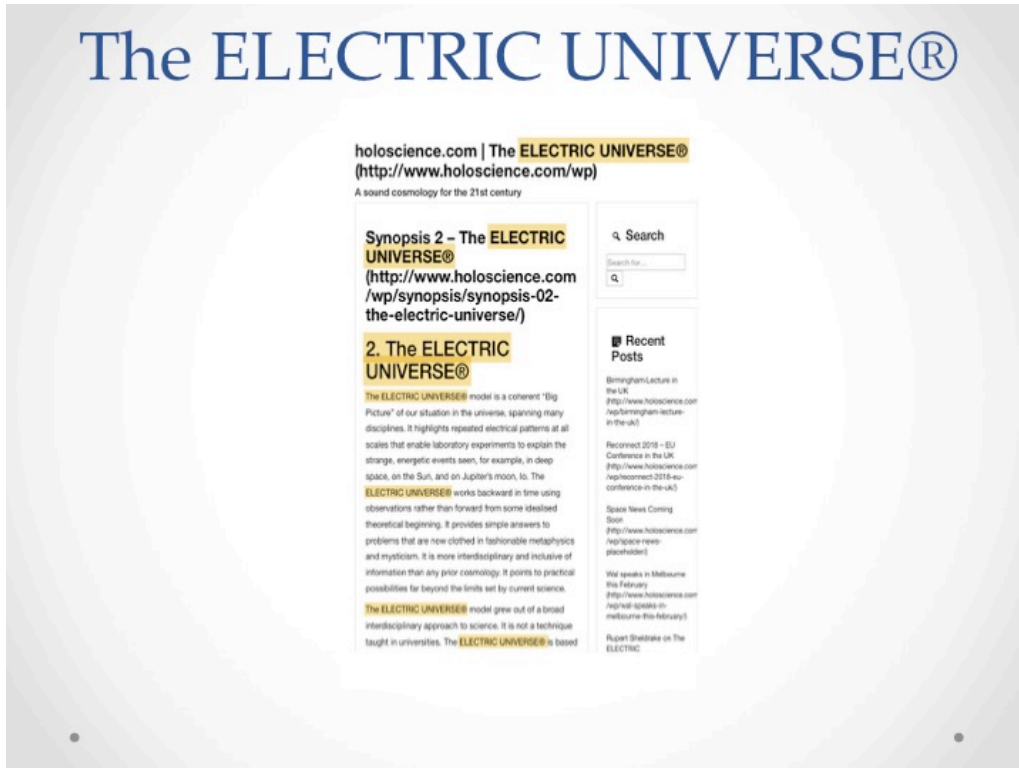 The ELECTRIC UNIVERSE®
holoscience.com | The ELECTRIC UNIVERSE®
(http://www.holoscience.com/wp)
A sound cosmology for the 21st century
Synopsis 2 – The ELECTRIC
UNIVERSE®
(http://www.holoscience.com
/wp/synopsis/synopsis-02-
the-electric-universe/)
2. The ELECTRIC
UNIVERSE®
The ELECTRIC UNIVERSE® model is a coherent "Big
Picture" of our situation in the universe, spanning many
disciplines. It highlights repeated electrical patterns at all
scales that enable laboratory experiments to explain the
strange, energetic events seen, for example, in deep
space, on the Sun, and on Jupiter's moon, Io. The
ELECTRIC UNIVERSE® works backward in time using
observations rather than forward from some idealised
theoretical beginning. It provides simple answers to
problems that are now clothed in fashionable metaphysics
and mysticism. It is more interdisciplinary and inclusive of
information than any prior cosmology. It points to practical
possibilities far beyond the limits set by current science.
The ELECTRIC UNIVERSE® model grew out of a broad
interdisciplinary approach to science. It is not a technique
taught in universities. The ELECTRIC UNIVERSE® is based
Search
Search for...
Recent
Posts
Birmingham Lecture in
the UK
(http://www.holoscience.com
/wp/birmingham-lecture-
in-the-uk/)
Reconnect 2018 – EU
Conference in the UK
(http://www.holoscience.com
/wp/reconnect-2018-eu-
conference-in-the-uk/)
Space News Coming
Soon
(http://www.holoscience.com
/wp/space-news-
placeholder/)
Wal speaks in Melbourne
this February
(http://www.holoscience.com
/wp/wal-speaks-in-
melbourne-this-february/)
Rupert Sheldrake on The
ELECTRIC